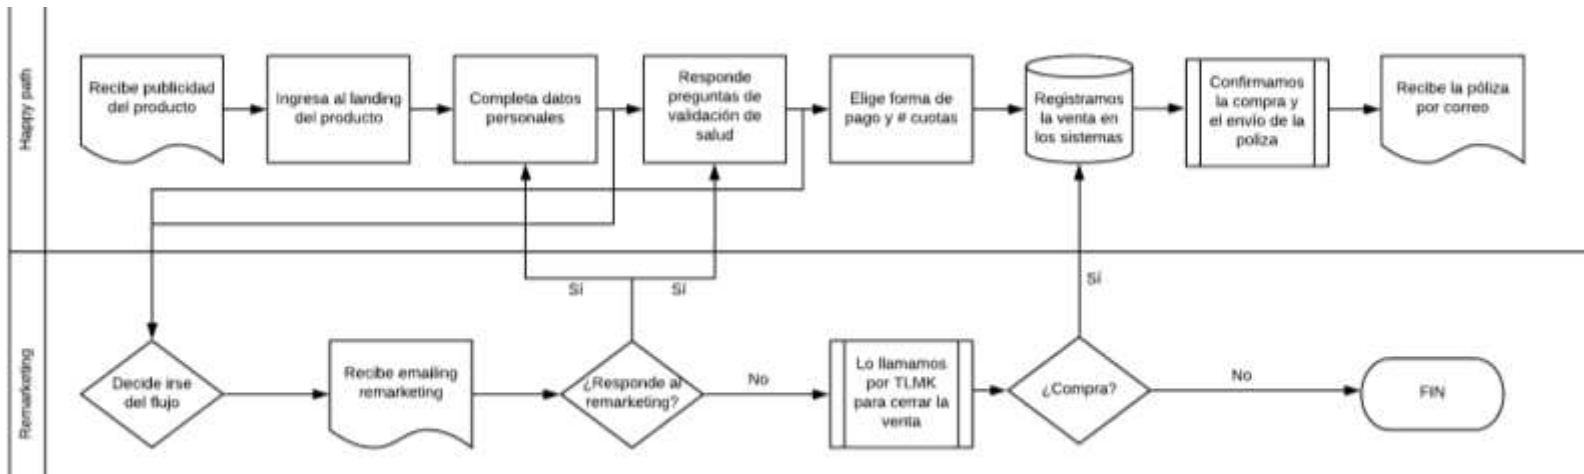 Happy path
Recibe publicidad
del producto
Ingresa al landing
del producto
Completa datos
personales
Responde
preguntas de
validación de
salud
Elige forma de
pago y # cuotas
Registramos
la venta en
los sistemas
Confirmamos
la compra y
el envío de la
poliza
Recibe la póliza
por correo
Remarketing
Decide irse
del flujo
Recibe emailing
remarketing
¿Responde al
remarketing?
Sí
Sí
No
Lo llamamos
por TLMK
para cerrar la
venta
¿Compra?
Sí
No
FIN